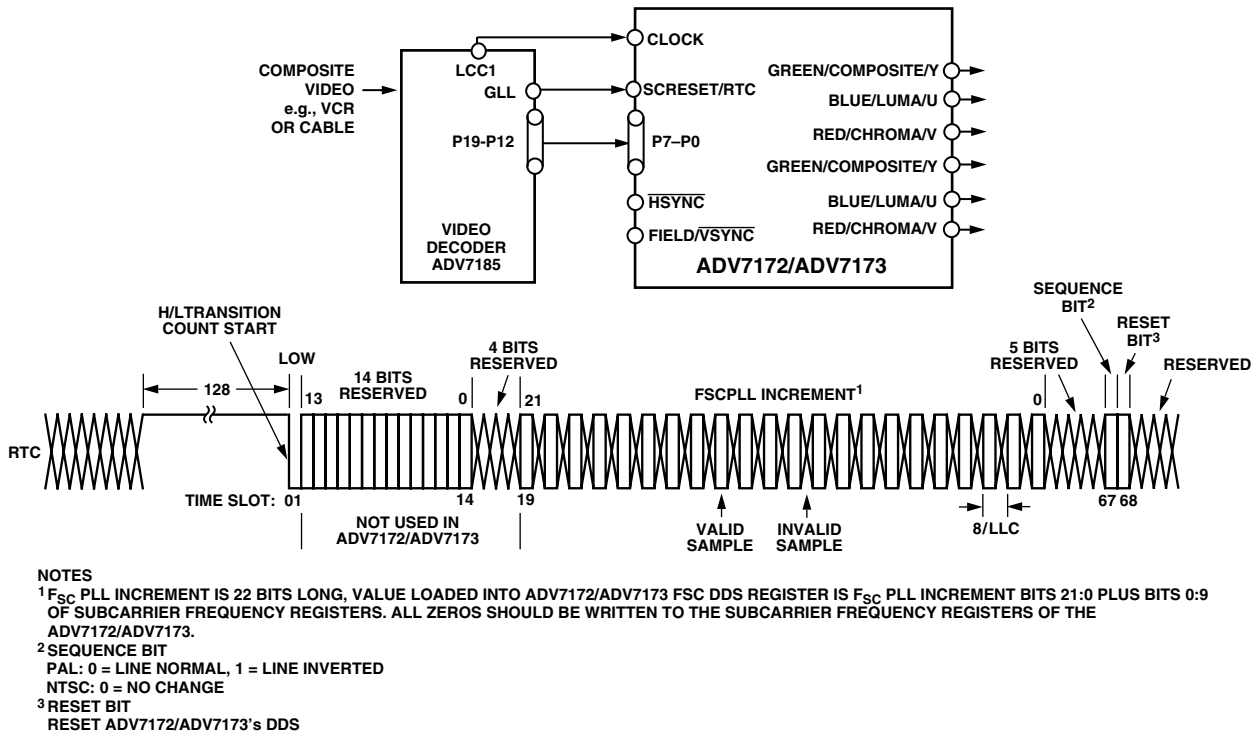 COMPOSITE
VIDEO
e.g., VCR
OR CABLE
LCC1
GLL
P19-P12
VIDEO
DECODER
ADV7185
CLOCK
SCRESET/RTC
P7–P0
HSYNC
FIELD/VSYNC
GREEN/COMPOSITE/Y
BLUE/LUMA/U
RED/CHROMA/V
GREEN/COMPOSITE/Y
BLUE/LUMA/U
RED/CHROMA/V
ADV7172/ADV7173
H/LTRANSITION
COUNT START
LOW
128
13
14 BITS
RESERVED
0
4 BITS
RESERVED
21
FSCPLL INCREMENT1
0
5 BITS
RESERVED
SEQUENCE
BIT2
RESET
BIT3
RESERVED
RTC
TIME SLOT: 01
14
19
67 68
NOT USED IN
ADV7172/ADV7173
VALID
SAMPLE
INVALID
SAMPLE
8/LLC
NOTES
1 FSC PLL INCREMENT IS 22 BITS LONG, VALUE LOADED INTO ADV7172/ADV7173 FSC DDS REGISTER IS FSC PLL INCREMENT BITS 21:0 PLUS BITS 0:9
OF SUBCARRIER FREQUENCY REGISTERS. ALL ZEROS SHOULD BE WRITTEN TO THE SUBCARRIER FREQUENCY REGISTERS OF THE
ADV7172/ADV7173.
2 SEQUENCE BIT
PAL: 0 = LINE NORMAL, 1 = LINE INVERTED
NTSC: 0 = NO CHANGE
3 RESET BIT
RESET ADV7172/ADV7173's DDS